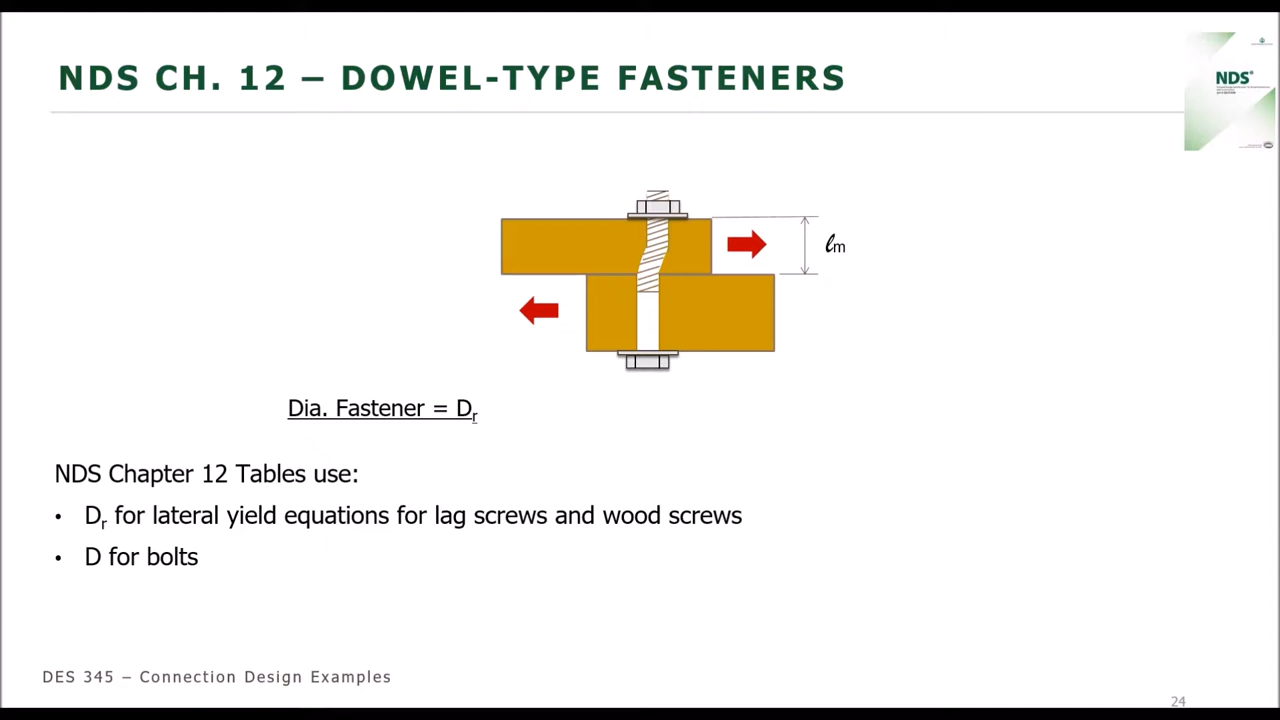 NDS CH. 12 – DOWEL-TYPE FASTENERS
NDS®
ℓm
Dia. Fastener = Dr
NDS Chapter 12 Tables use:
• Dr for lateral yield equations for lag screws and wood screws
• D for bolts
DES 345 – Connection Design Examples
24